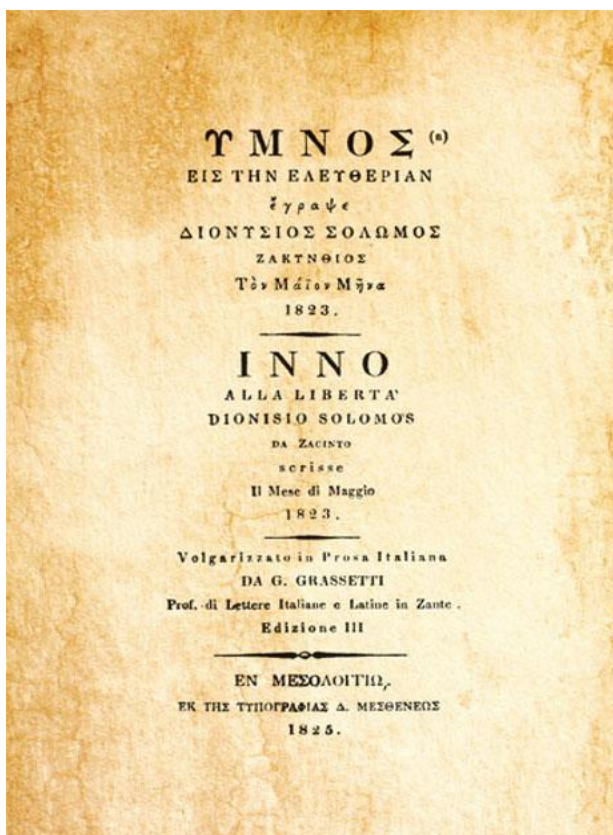 ΎΜΝΟΣ (a)
ΕΙΣ ΤΗΝ ΕΛΕΥΘΕΡΙΑΝ
ἔγραψε
ΔΙΟΝΥΣΙΟΣ ΣΟΛΩΜΟΣ
ΖΑΚΥΝΘΙΟΣ
Τὸν Μάϊον Μῆνα
1823.
INNO
ALLA LIBERTA'
DIONISIO SOLOMOS
DA ZACINTO
scrisse
Il Mese di Maggio
1823.
Volgarizzato in Prosa Italiana
DA G. GRASSETTI
Prof. di Lettere Italiane e Latine in Zante.
Edizione III
ΕΝ ΜΕΣΟΛΟΓΓΙΩ,
ΕΚ ΤΗΣ ΤΥΠΟΓΡΑΦΙΑΣ Δ. ΜΕΣΘΕΝΕΩΣ
1825.